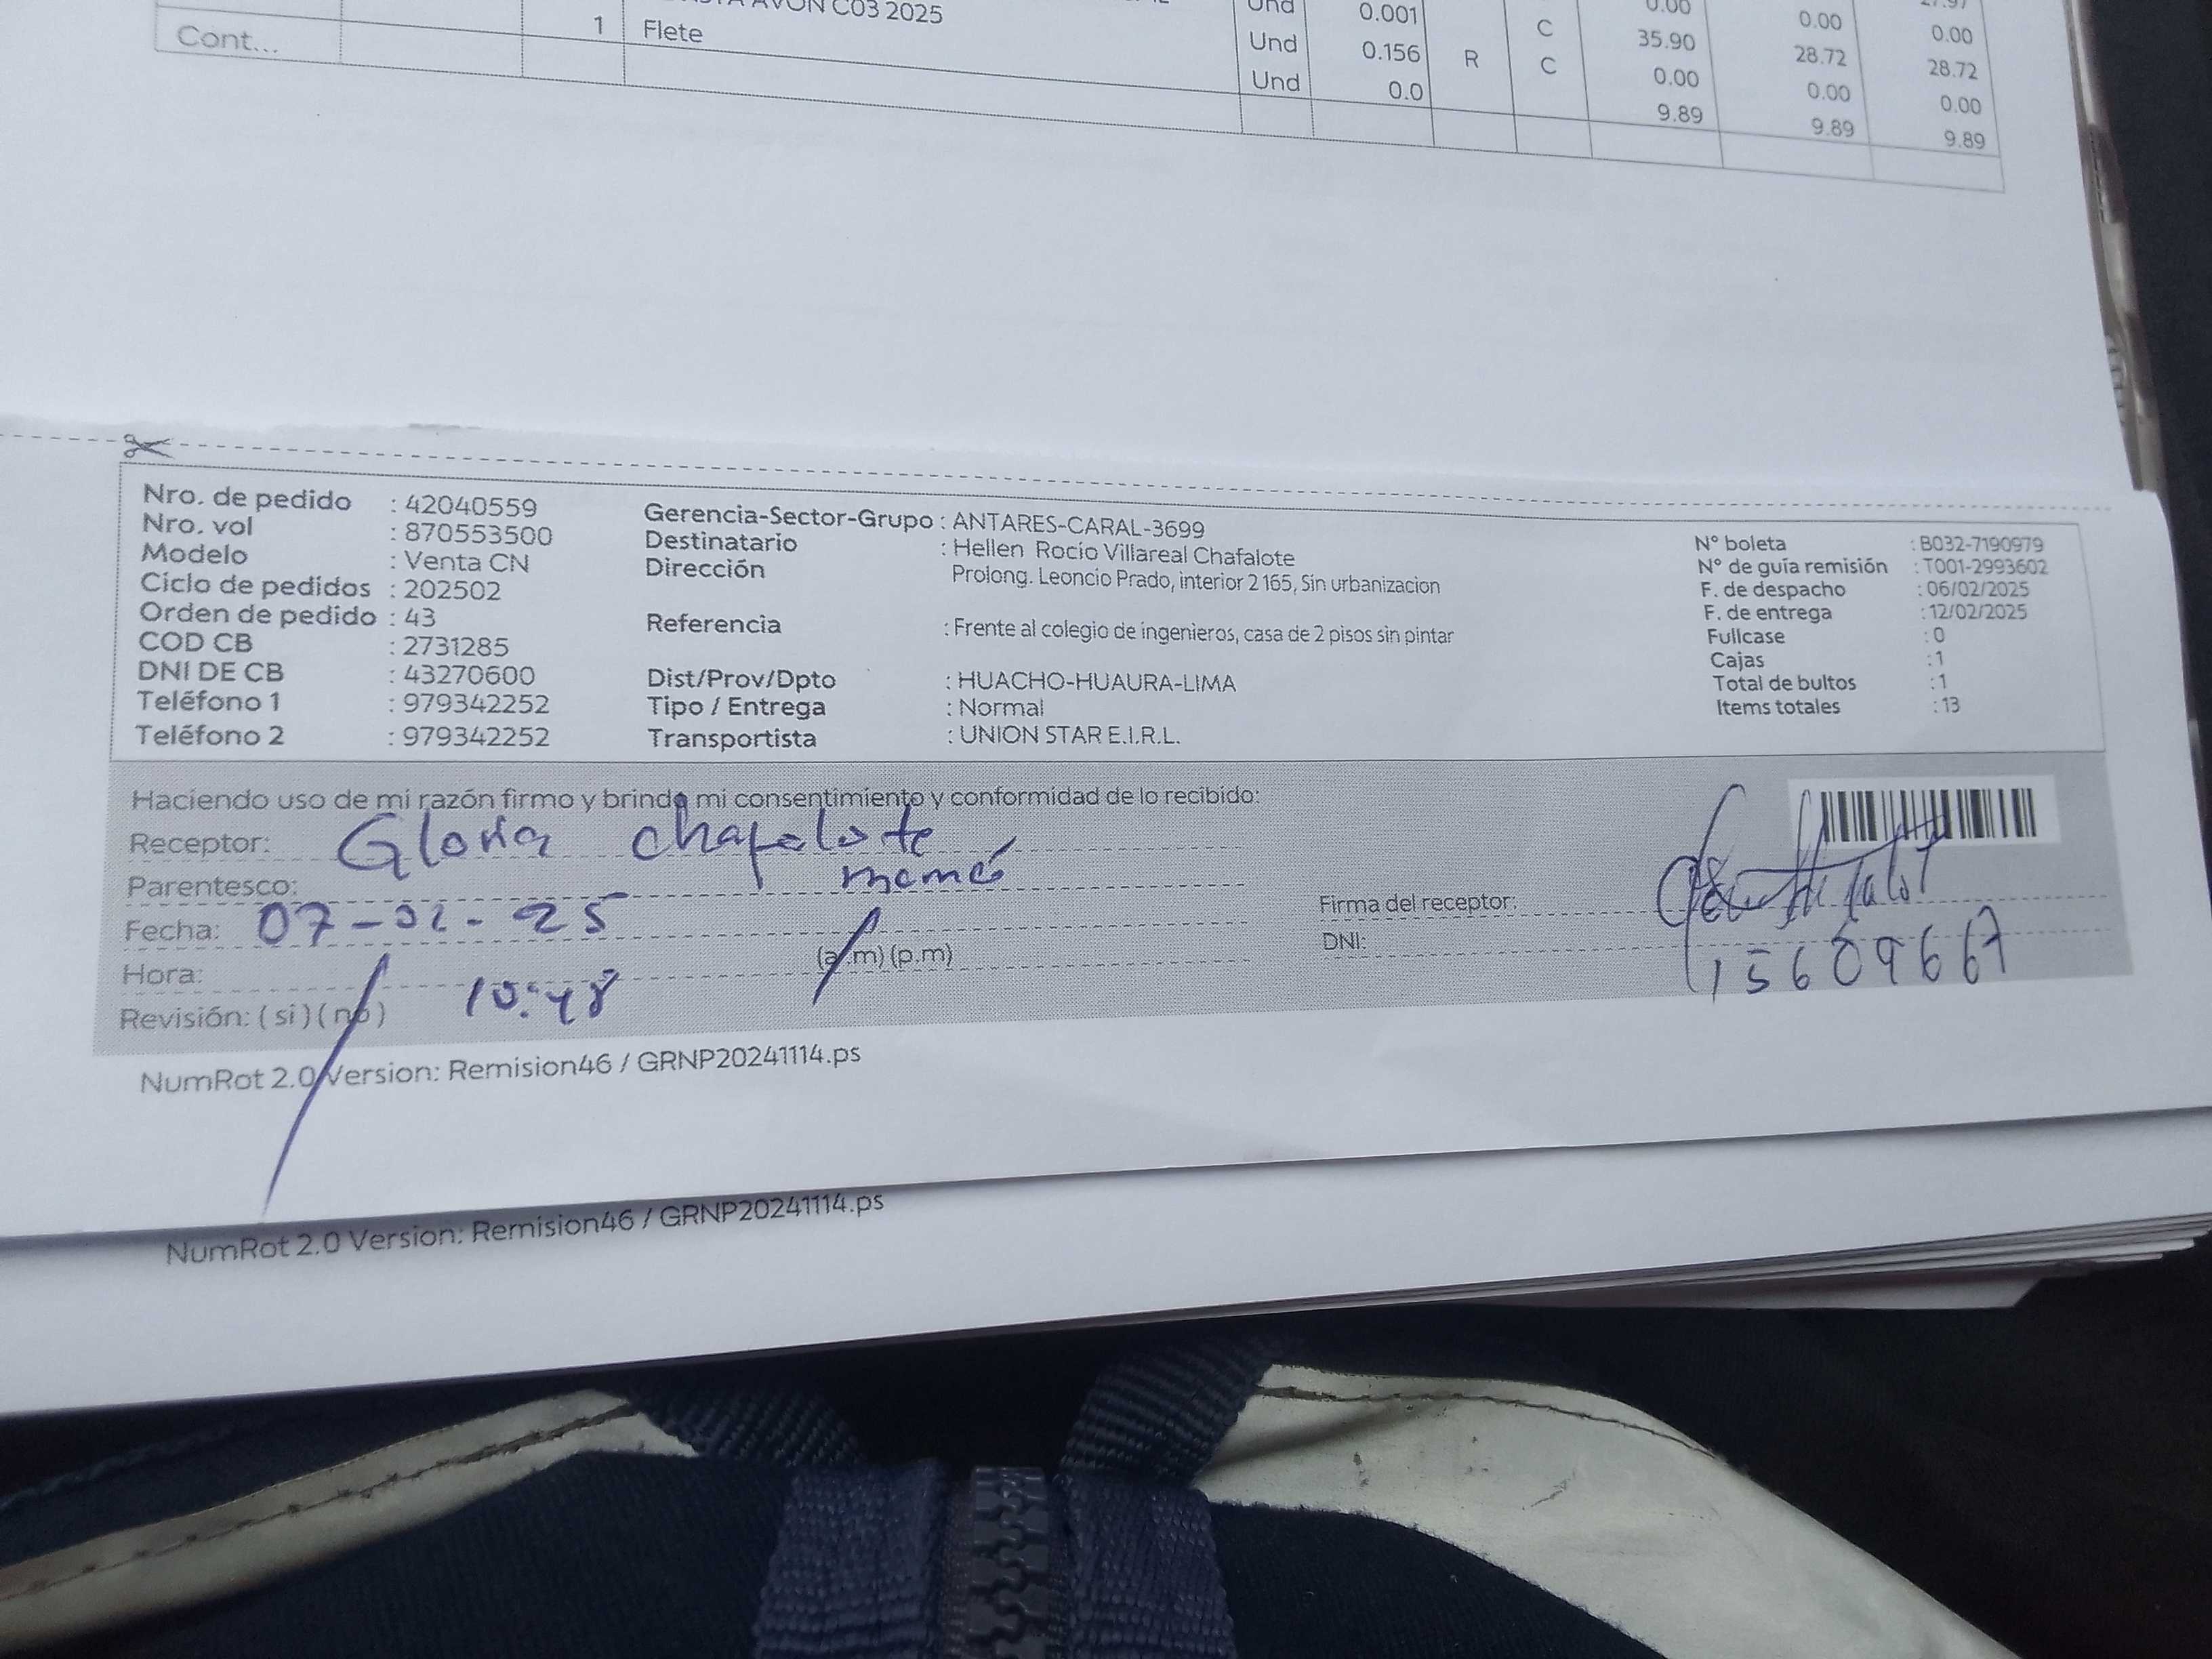 AVON C03 2025
Und 0.001 C 0.00 0.00 0.00
Cont... 1 Flete Und 0.156 R C 35.90 28.72 28.72
Und 0.0 0.00 0.00 0.00
9.89 9.89 9.89
Nro. de pedido : 42040559
Nro. vol : 870553500
Modelo : Venta CN
Ciclo de pedidos : 202502
Orden de pedido : 43
COD CB : 2731285
DNI DE CB : 43270600
Teléfono 1 : 979342252
Teléfono 2 : 979342252
Gerencia-Sector-Grupo : ANTARES-CARAL-3699
Destinatario : Hellen Rocio Villareal Chafalote
Dirección Prolong. Leoncio Prado, interior 2 165, Sin urbanizacion
Referencia : Frente al colegio de ingenieros, casa de 2 pisos sin pintar
Dist/Prov/Dpto : HUACHO-HUAURA-LIMA
Tipo / Entrega : Normal
Transportista : UNION STAR E.I.R.L.
N° boleta : B032-7190979
N° de guía remisión : T001-2993602
F. de despacho : 06/02/2025
F. de entrega : 12/02/2025
Fullcase : 0
Cajas : 1
Total de bultos : 1
Items totales : 13
Haciendo uso de mi razón firmo y brindo mi consentimiento y conformidad de lo recibido:
Receptor: Gloria chafalote
Parentesco: mamá
Fecha: 07-02-25
Hora: 10:48 (a.m) (p.m)
Revisión: ( si ) ( no )
Firma del receptor:
DNI: 15609667
NumRot 2.0 Version: Remision46 / GRNP20241114.ps
NumRot 2.0 Version: Remision46 / GRNP20241114.ps